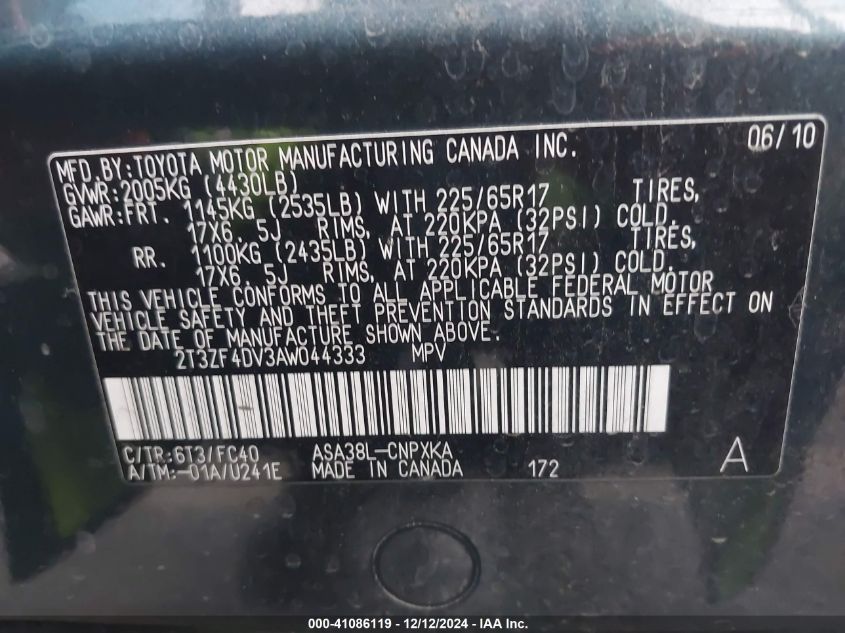 MFD.BY:TOYOTA MOTOR MANUFACTURING CANADA INC. 06/10
GVWR:2005KG (4430LB)
GAWR:FRT. 1145KG (2535LB) WITH 225/65R17 TIRES,
17X6.5J RIMS, AT 220KPA (32PSI) COLD.
RR. 1100KG (2435LB) WITH 225/65R17 TIRES,
17X6.5J RIMS, AT 220KPA (32PSI) COLD.
THIS VEHICLE CONFORMS TO ALL APPLICABLE FEDERAL MOTOR
VEHICLE SAFETY AND THEFT PREVENTION STANDARDS IN EFFECT ON
THE DATE OF MANUFACTURE SHOWN ABOVE.
2T3ZF4DV3AW044333 MPV
C/TR:6T3/FC40 ASA38L-CNPXKA
A/TM:-01A/U241E MADE IN CANADA 172 A
000-41086119 - 12/12/2024 - IAA Inc.